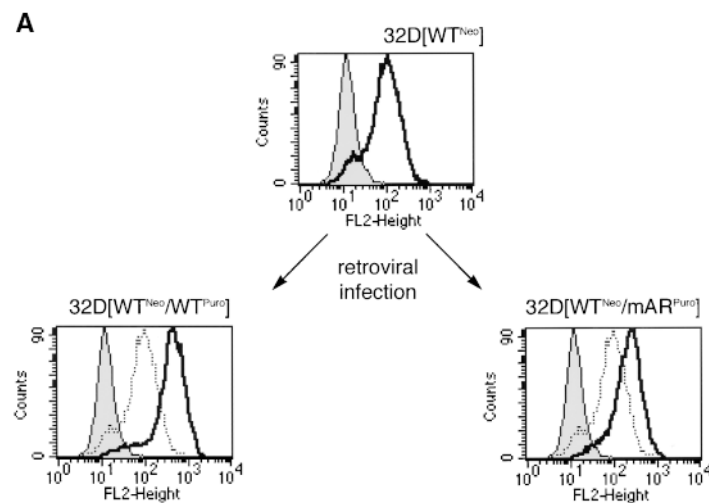 A
32D[WT^Neo]
90
Counts
0
10^0 10^1 10^2 10^3 10^4
FL2-Height
retroviral
infection
32D[WT^Neo/WT^Puro]
90
Counts
0
10^0 10^1 10^2 10^3 10^4
FL2-Height
32D[WT^Neo/mAR^Puro]
90
Counts
0
10^0 10^1 10^2 10^3 10^4
FL2-Height